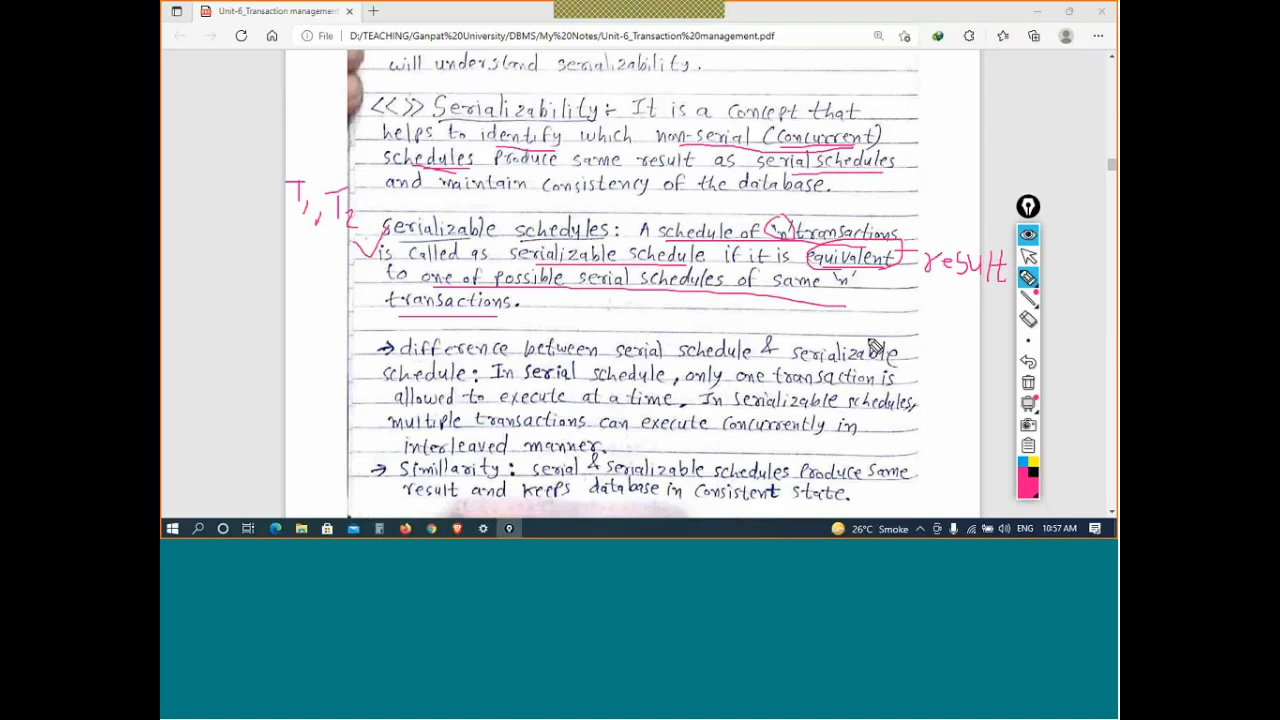 Unit-6_Transaction management
File D:/TEACHING/Ganpat%20University/DBMS/My%20Notes/Unit-6_Transaction%20management.pdf
will understand serializability.
<<>> Serializability:- It is a concept that
helps to identify which non-serial (concurrent)
schedules produce same result as serial schedules
and maintain consistency of the database.
T1, T2
Serializable schedyles: A schedule of 'n' transactions
is called as serializable schedule if it is equivalent
result
to one of possible serial schedules of same 'n'
transactions.
→ difference between serial schedule & serializable
schedule: In serial schedule, only one transaction is
allowed to execute at a time. In serializable schedules,
multiple transactions can execute concurrently in
interleaved manner.
→ Simillarity: serial & serializable schedules produce same
result and keeps database in consistent state.
26°C Smoke ENG 10:57 AM